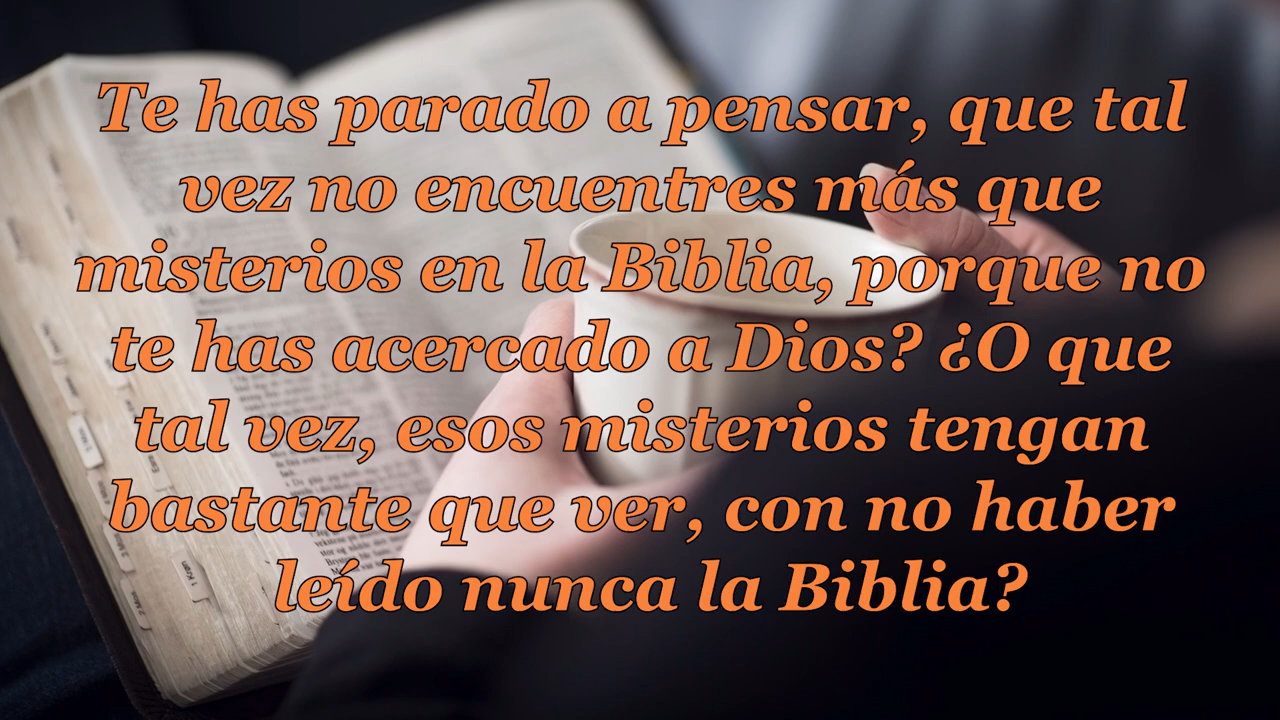 Te has parado a pensar, que tal
vez no encuentres más que
misterios en la Biblia, porque no
te has acercado a Dios? ¿O que
tal vez, esos misterios tengan
bastante que ver, con no haber
leído nunca la Biblia?